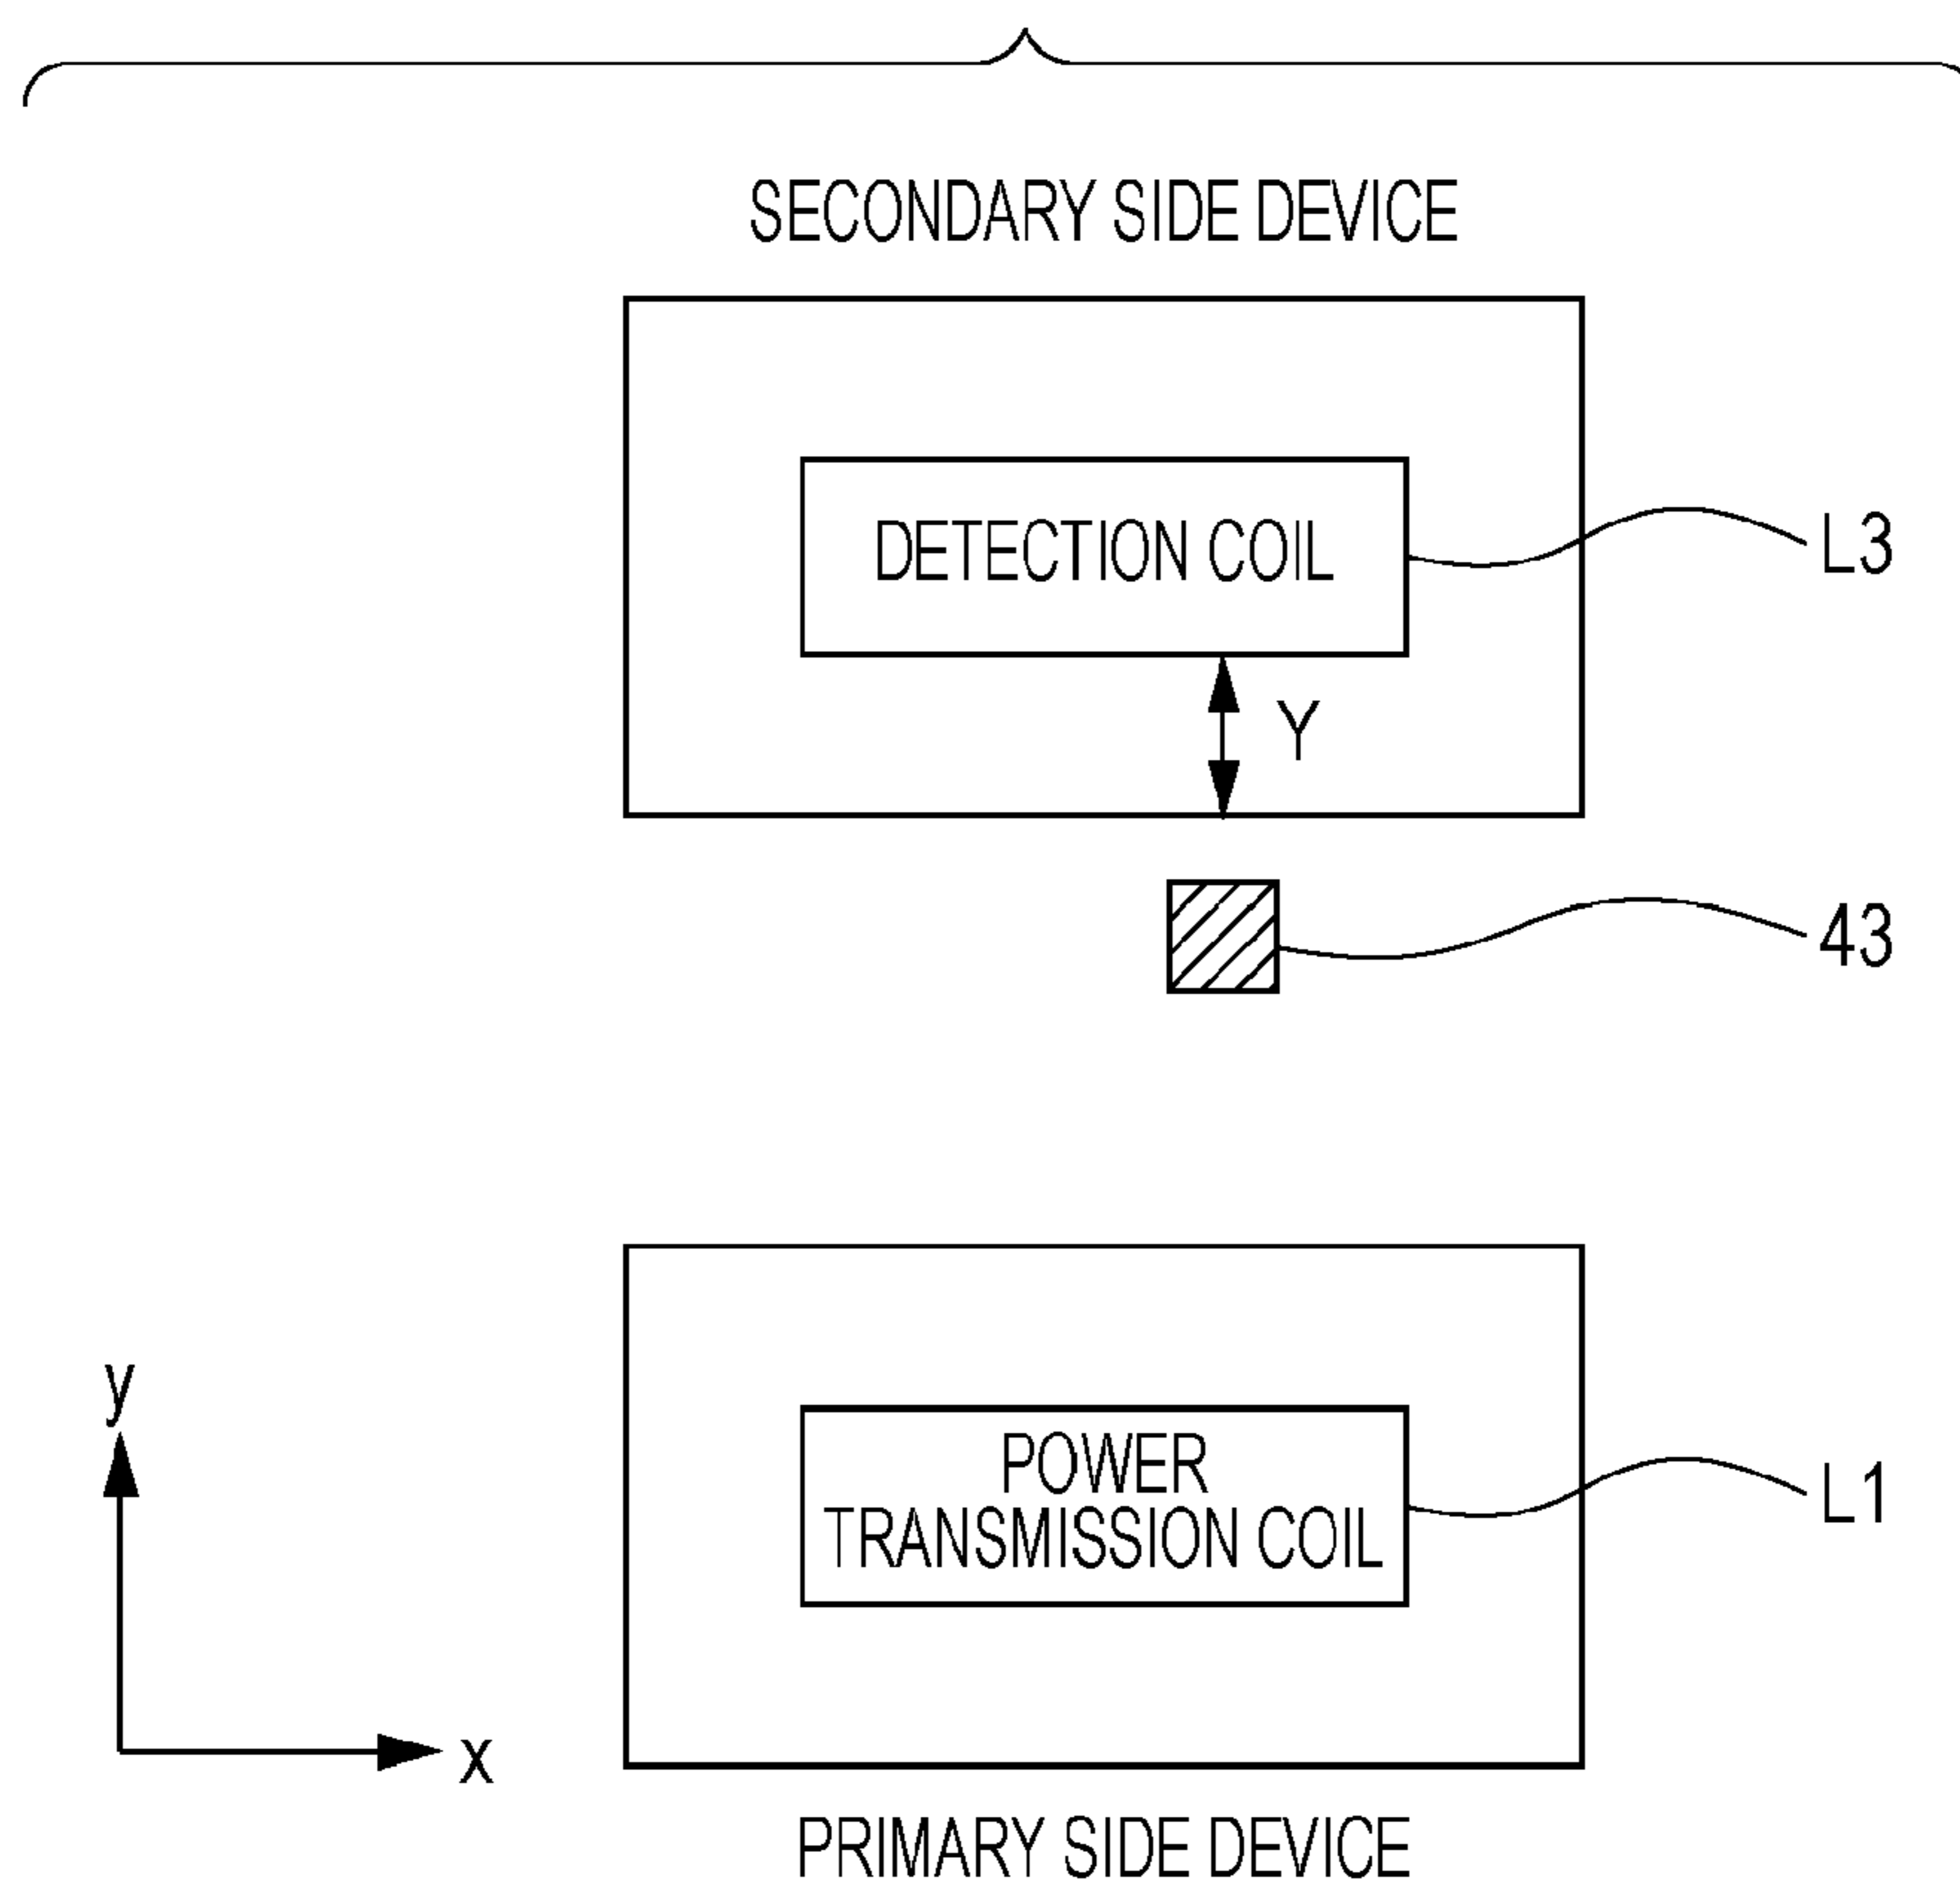 SECONDARY SIDE DEVICE
DETECTION COIL
L3
Y
43
y
POWER
TRANSMISSION COIL
L1
x
PRIMARY SIDE DEVICE